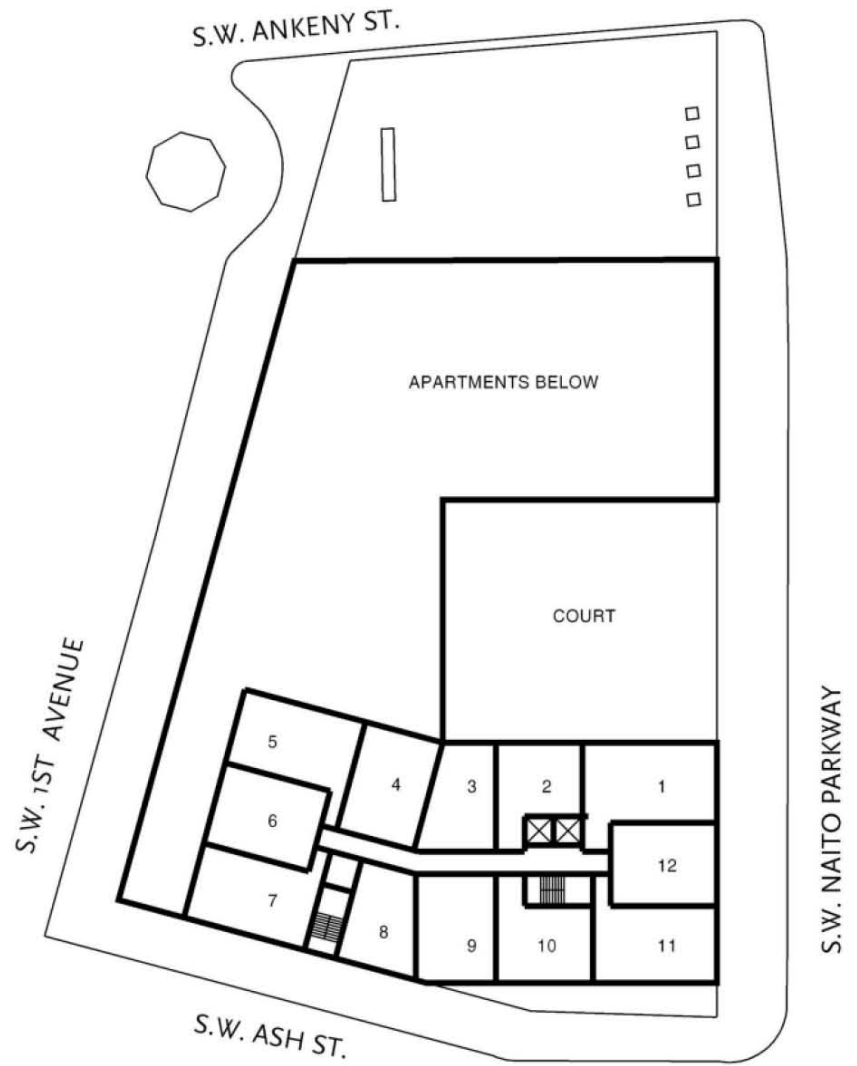 S.W. ANKENY ST.
APARTMENTS BELOW
COURT
S.W. 1ST AVENUE
S.W. NAITO PARKWAY
5
4
3
2
1
6
12
7
8
9
10
11
S.W. ASH ST.